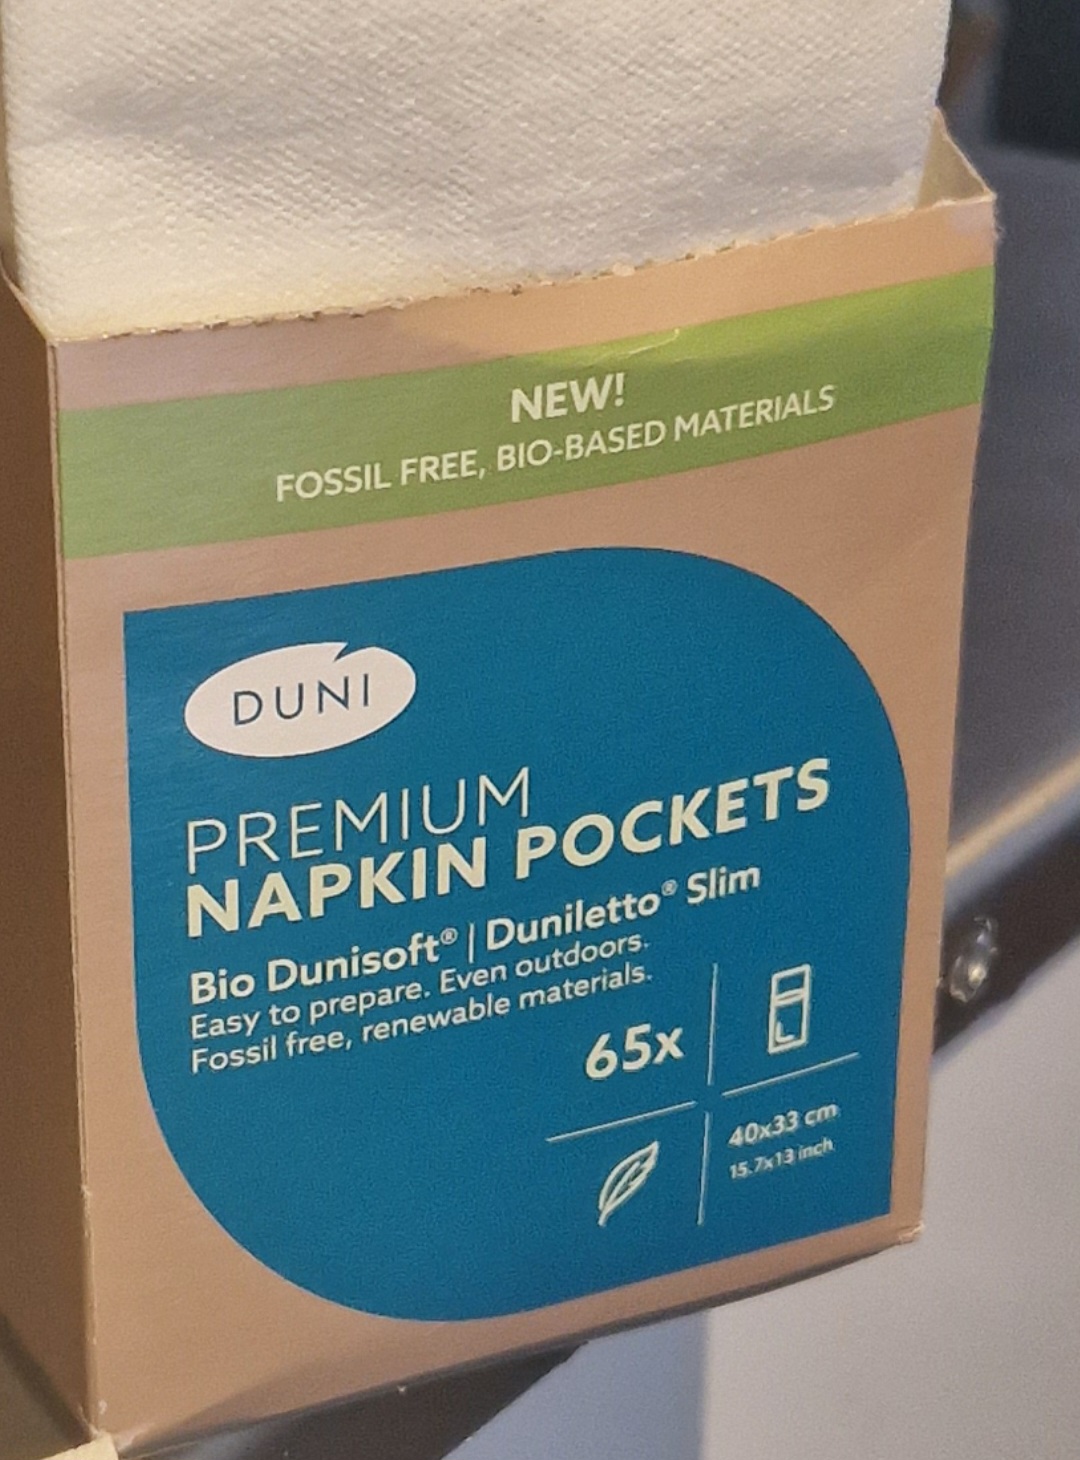 NEW!
FOSSIL FREE, BIO-BASED MATERIALS
DUNI
PREMIUM
NAPKIN POCKETS
Bio Dunisoft® | Duniletto® Slim
Easy to prepare. Even outdoors.
Fossil free, renewable materials.
65x
L
40x33 cm
15.7x13 inch